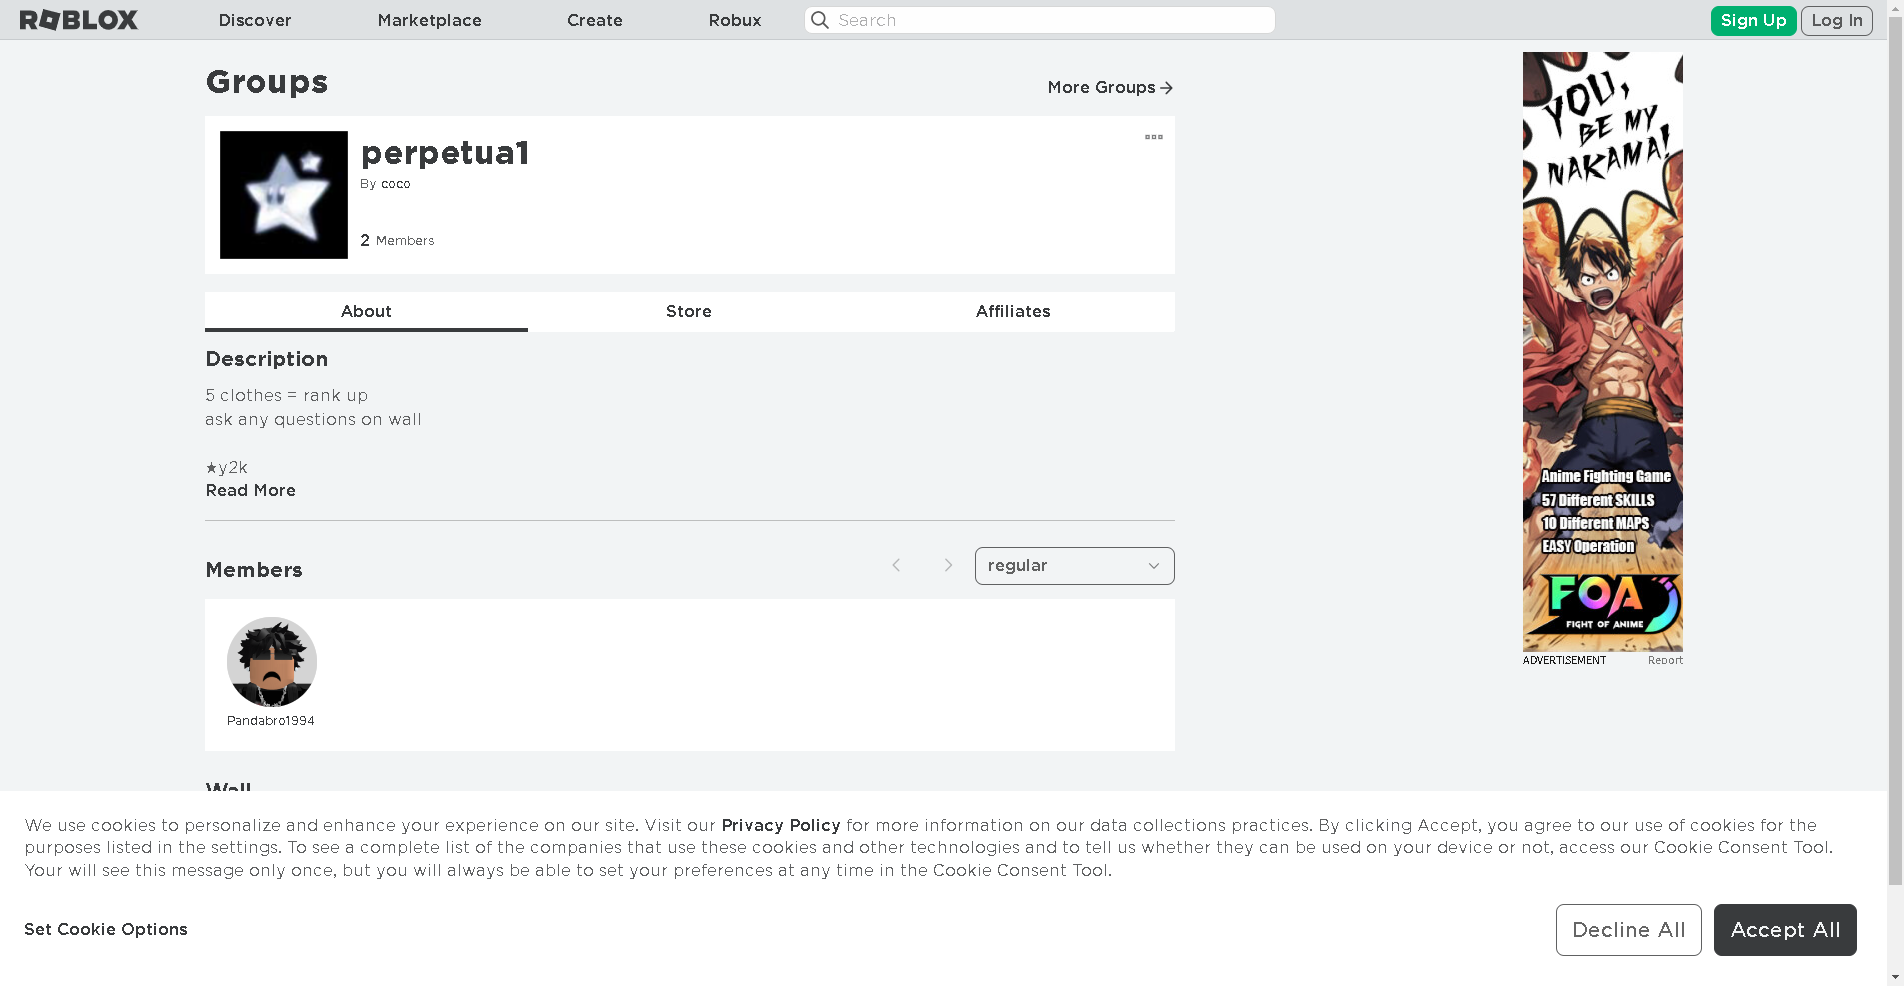 ROBLOX
Discover
Marketplace
Create
Robux
Search
Sign Up
Log In
Groups
More Groups
perpetua1
By coco
2 Members
About
Store
Affiliates
Description
5 clothes = rank up
ask any questions on wall
★y2k
Read More
Members
regular
Pandabro1994
Wall
YOU,
BE MY
NAKAMA!
Anime Fighting Game
57 Different SKILLS
10 Different MAPS
EASY Operation
FOA
FIGHT OF ANIME
ADVERTISEMENT
Report
We use cookies to personalize and enhance your experience on our site. Visit our Privacy Policy for more information on our data collections practices. By clicking Accept, you agree to our use of cookies for the
purposes listed in the settings. To see a complete list of the companies that use these cookies and other technologies and to tell us whether they can be used on your device or not, access our Cookie Consent Tool.
Your will see this message only once, but you will always be able to set your preferences at any time in the Cookie Consent Tool.
Set Cookie Options
Decline All
Accept All